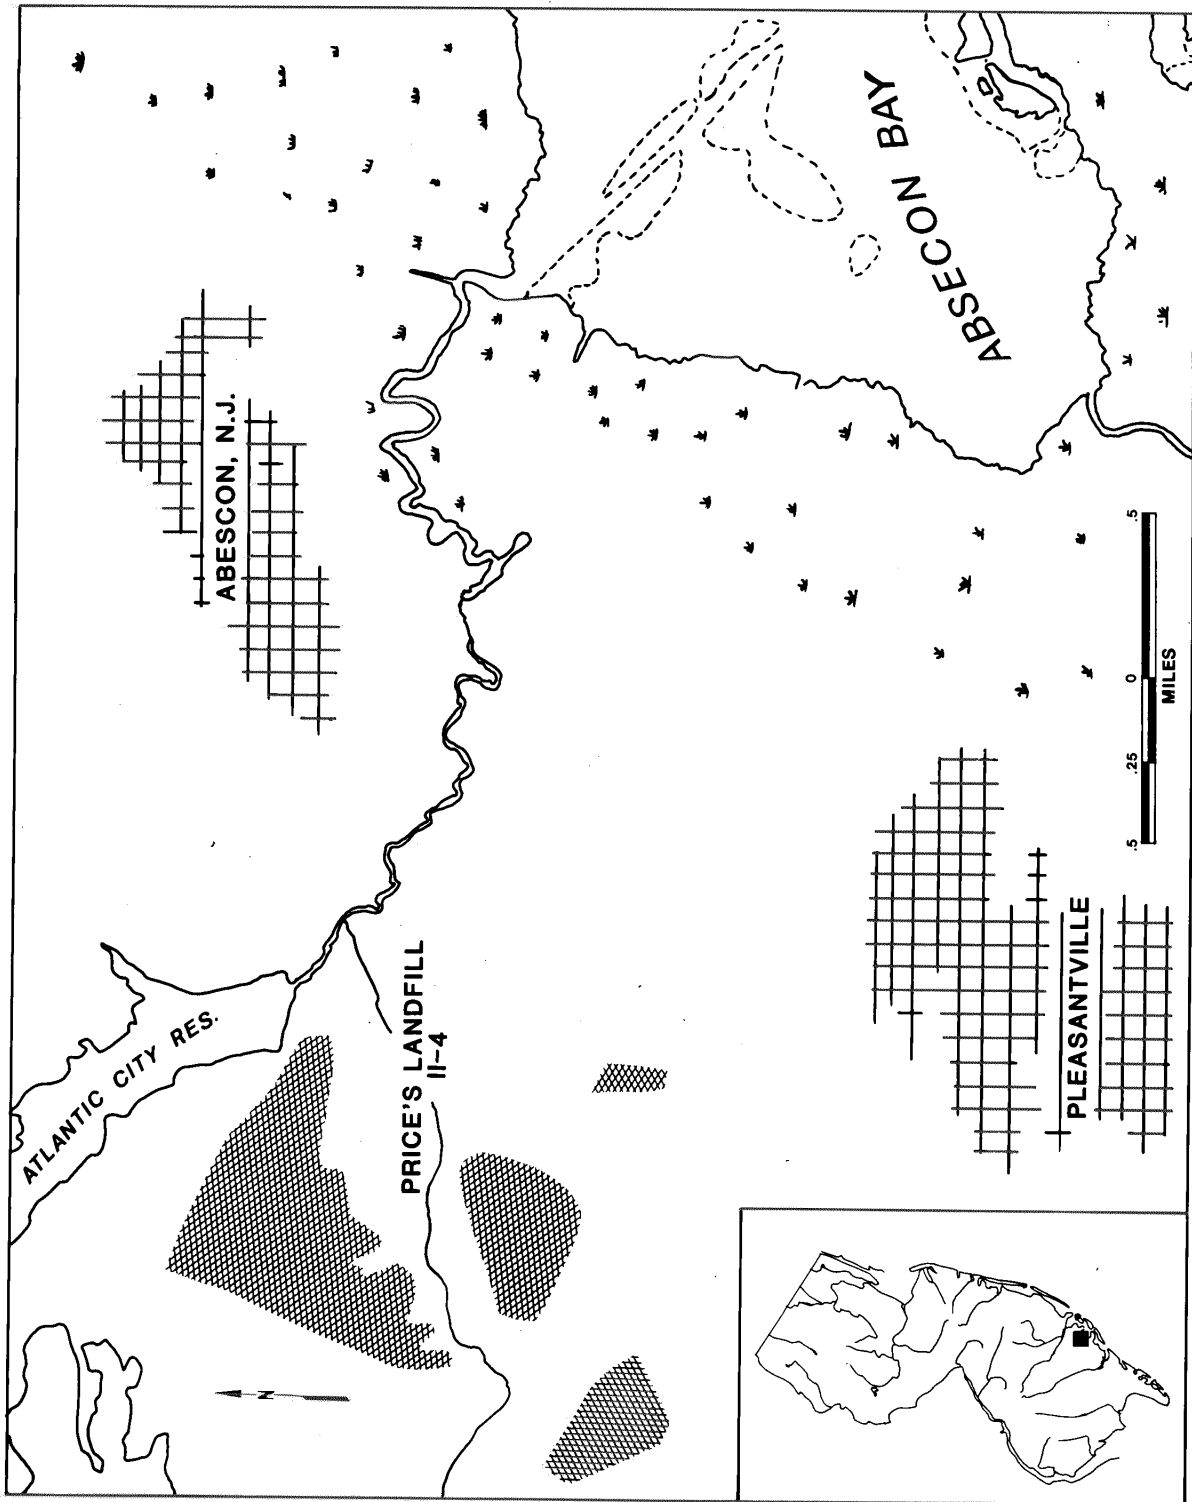 ATLANTIC CITY RES.
ABESCON, N.J.
ABSECON BAY
PRICE'S LANDFILL
II-4
PLEASANTVILLE
N
.5 .25 0 .5
MILES